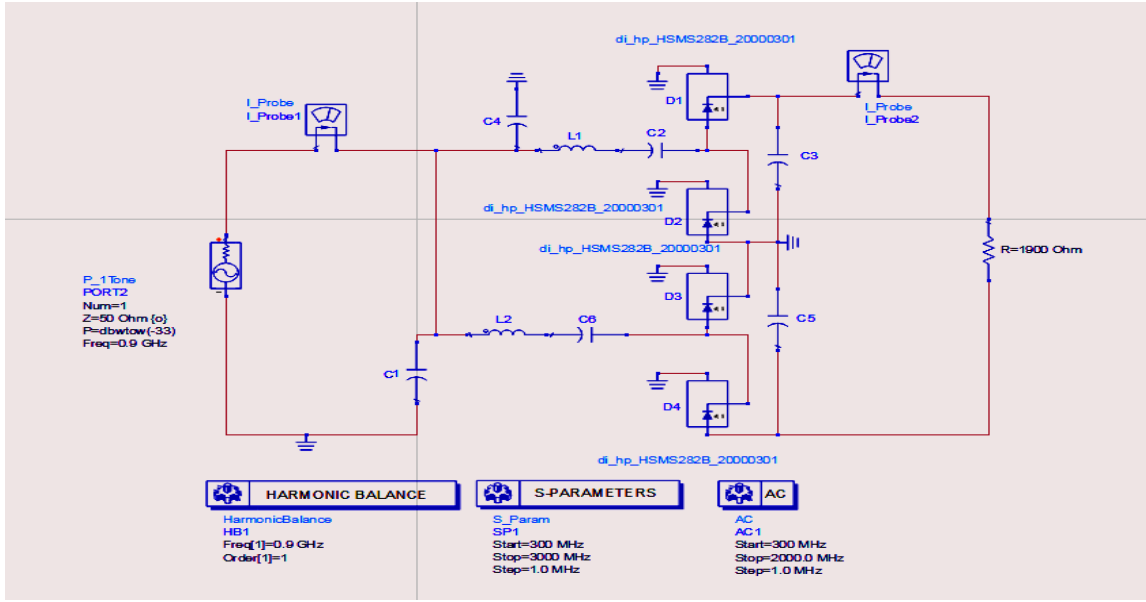 di_hp_HSMS282B_20000301
D1
I_Probe
I_Probe1
I_Probe
I_Probe2
C4
L1
C2
C3
di_hp_HSMS282B_20000301
D2
di_hp_HSMS282B_20000301
R=1900 Ohm
P_1Tone
PORT2
Num=1
Z=50 Ohm {o}
P=dbwtow(-33)
Freq=0.9 GHz
D3
L2
C6
C5
C1
D4
di_hp_HSMS282B_20000301
HARMONIC BALANCE
HarmonicBalance
HB1
Freq[1]=0.9 GHz
Order[1]=1
S-PARAMETERS
S_Param
SP1
Start=300 MHz
Stop=3000 MHz
Step=1.0 MHz
AC
AC
AC1
Start=300 MHz
Stop=2000.0 MHz
Step=1.0 MHz